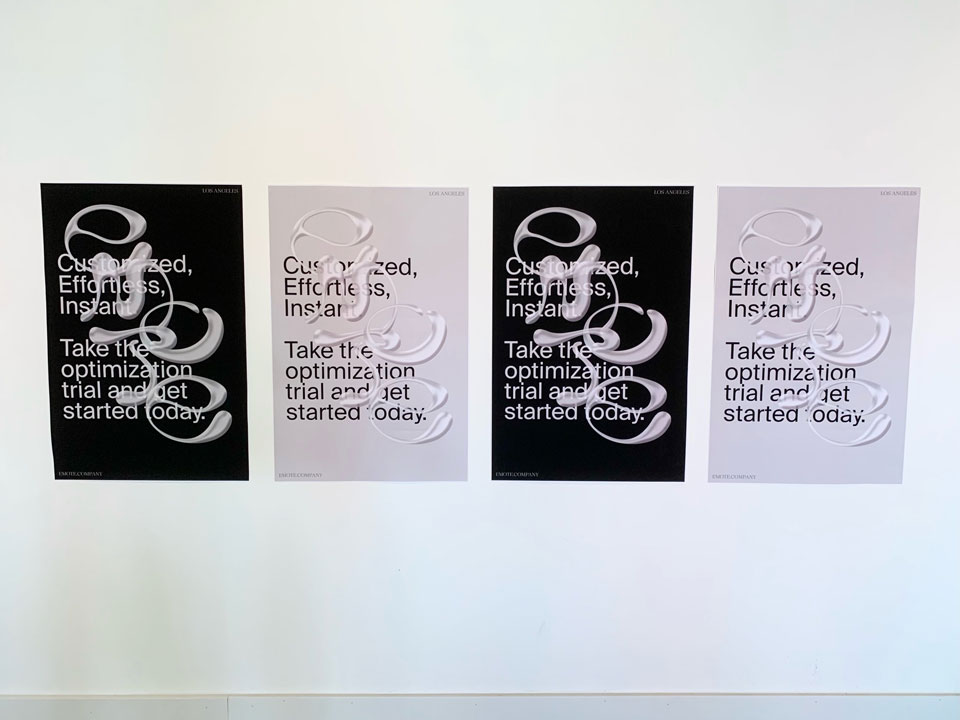 LOS ANGELES
Customized,
Effortless,
Instant
Take the
optimization
trial and get
started today.
EMOTE.COMPANY
LOS ANGELES
Customized,
Effortless,
Instant
Take the
optimization
trial and get
started today.
EMOTE.COMPANY
LOS ANGELES
Customized,
Effortless,
Instant
Take the
optimization
trial and get
started today.
EMOTE.COMPANY
LOS ANGELES
Customized,
Effortless,
Instant
Take the
optimization
trial and get
started today.
EMOTE.COMPANY